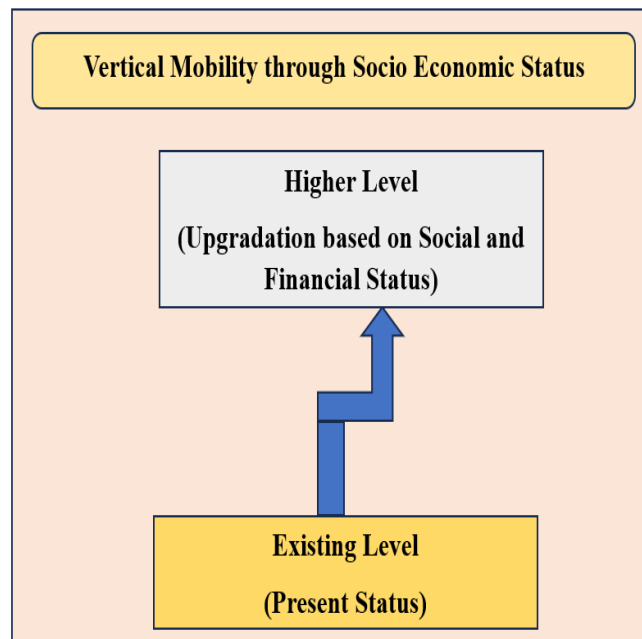 Vertical Mobility through Socio Economic Status
Higher Level
(Upgradation based on Social and
Financial Status)
Existing Level
(Present Status)